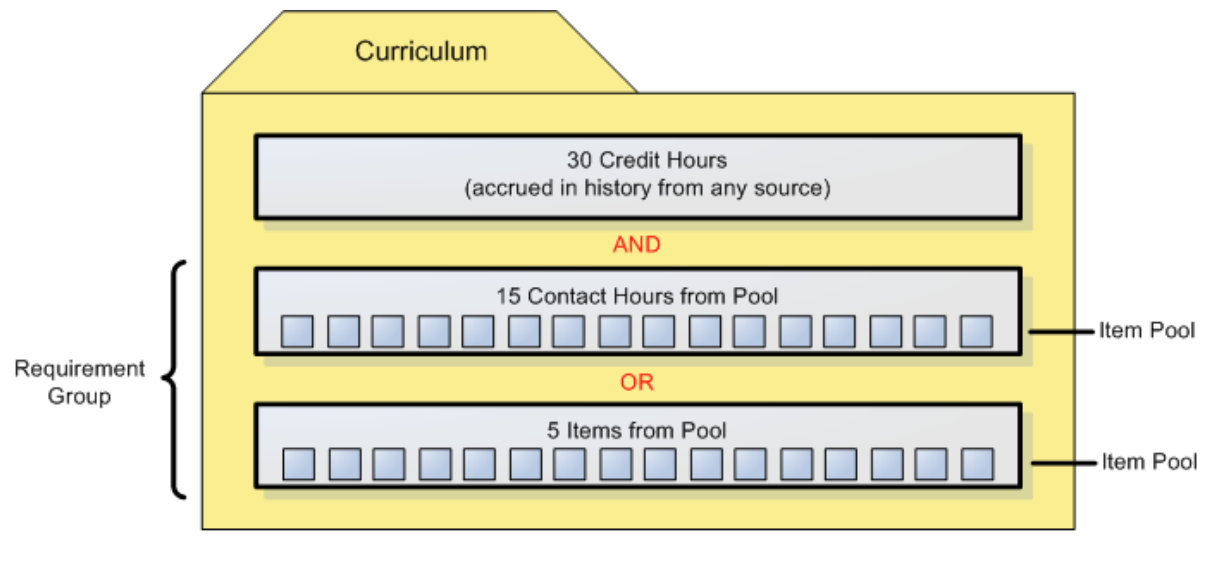 Curriculum
30 Credit Hours
(accrued in history from any source)
AND
15 Contact Hours from Pool
Item Pool
Requirement
Group
OR
5 Items from Pool
Item Pool